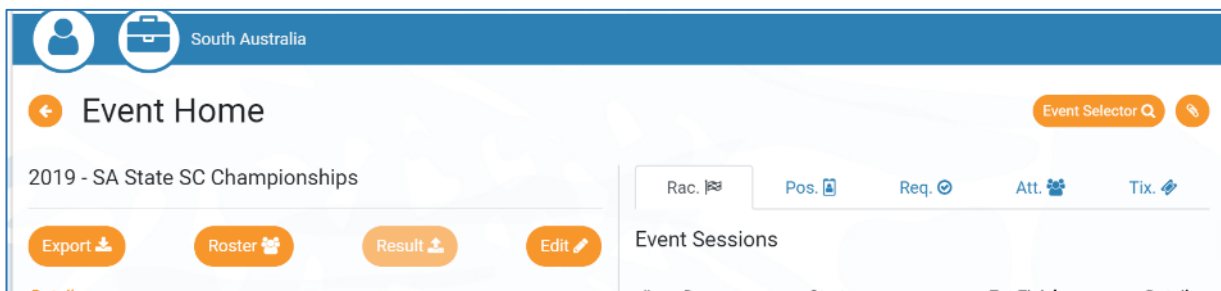 South Australia
Event Home
Event Selector
2019 - SA State SC Championships
Rac. Pos. Req. Att. Tix.
Export Roster Result Edit
Event Sessions